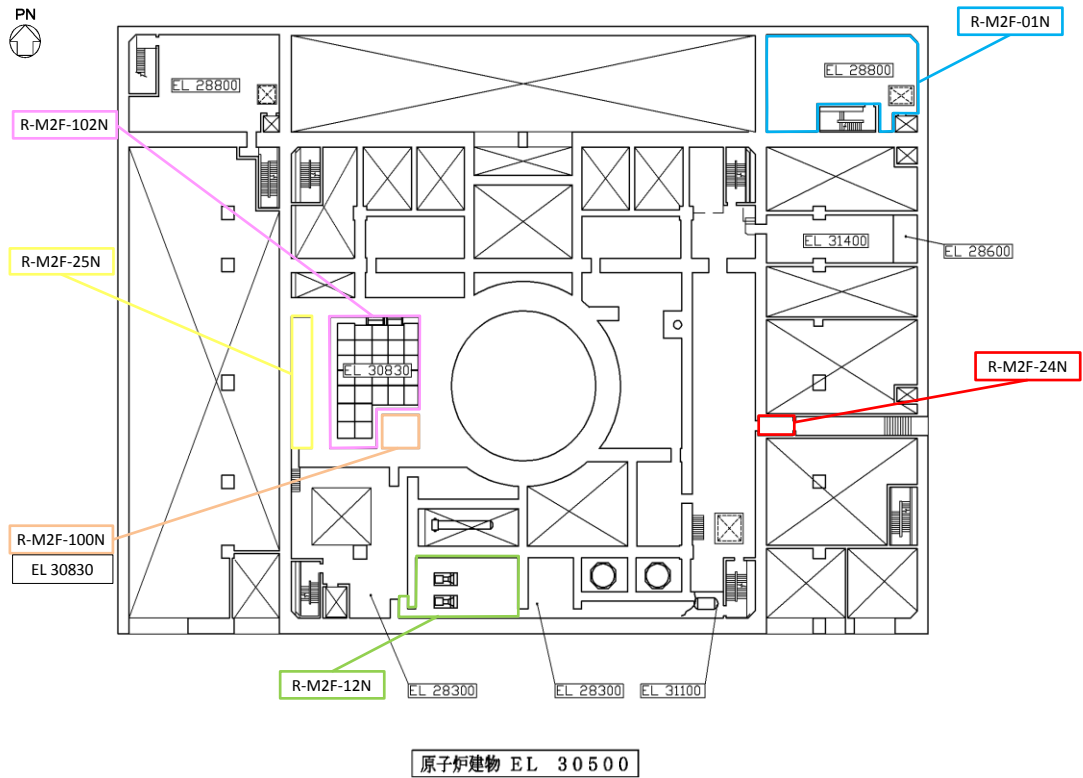 PN
R-M2F-01N
EL 28800
EL 28800
R-M2F-102N
EL 31400
EL 28600
R-M2F-25N
EL 30830
R-M2F-24N
R-M2F-100N
EL 30830
R-M2F-12N
EL 28300
EL 28300
EL 31100
原子炉建物 EL 30500